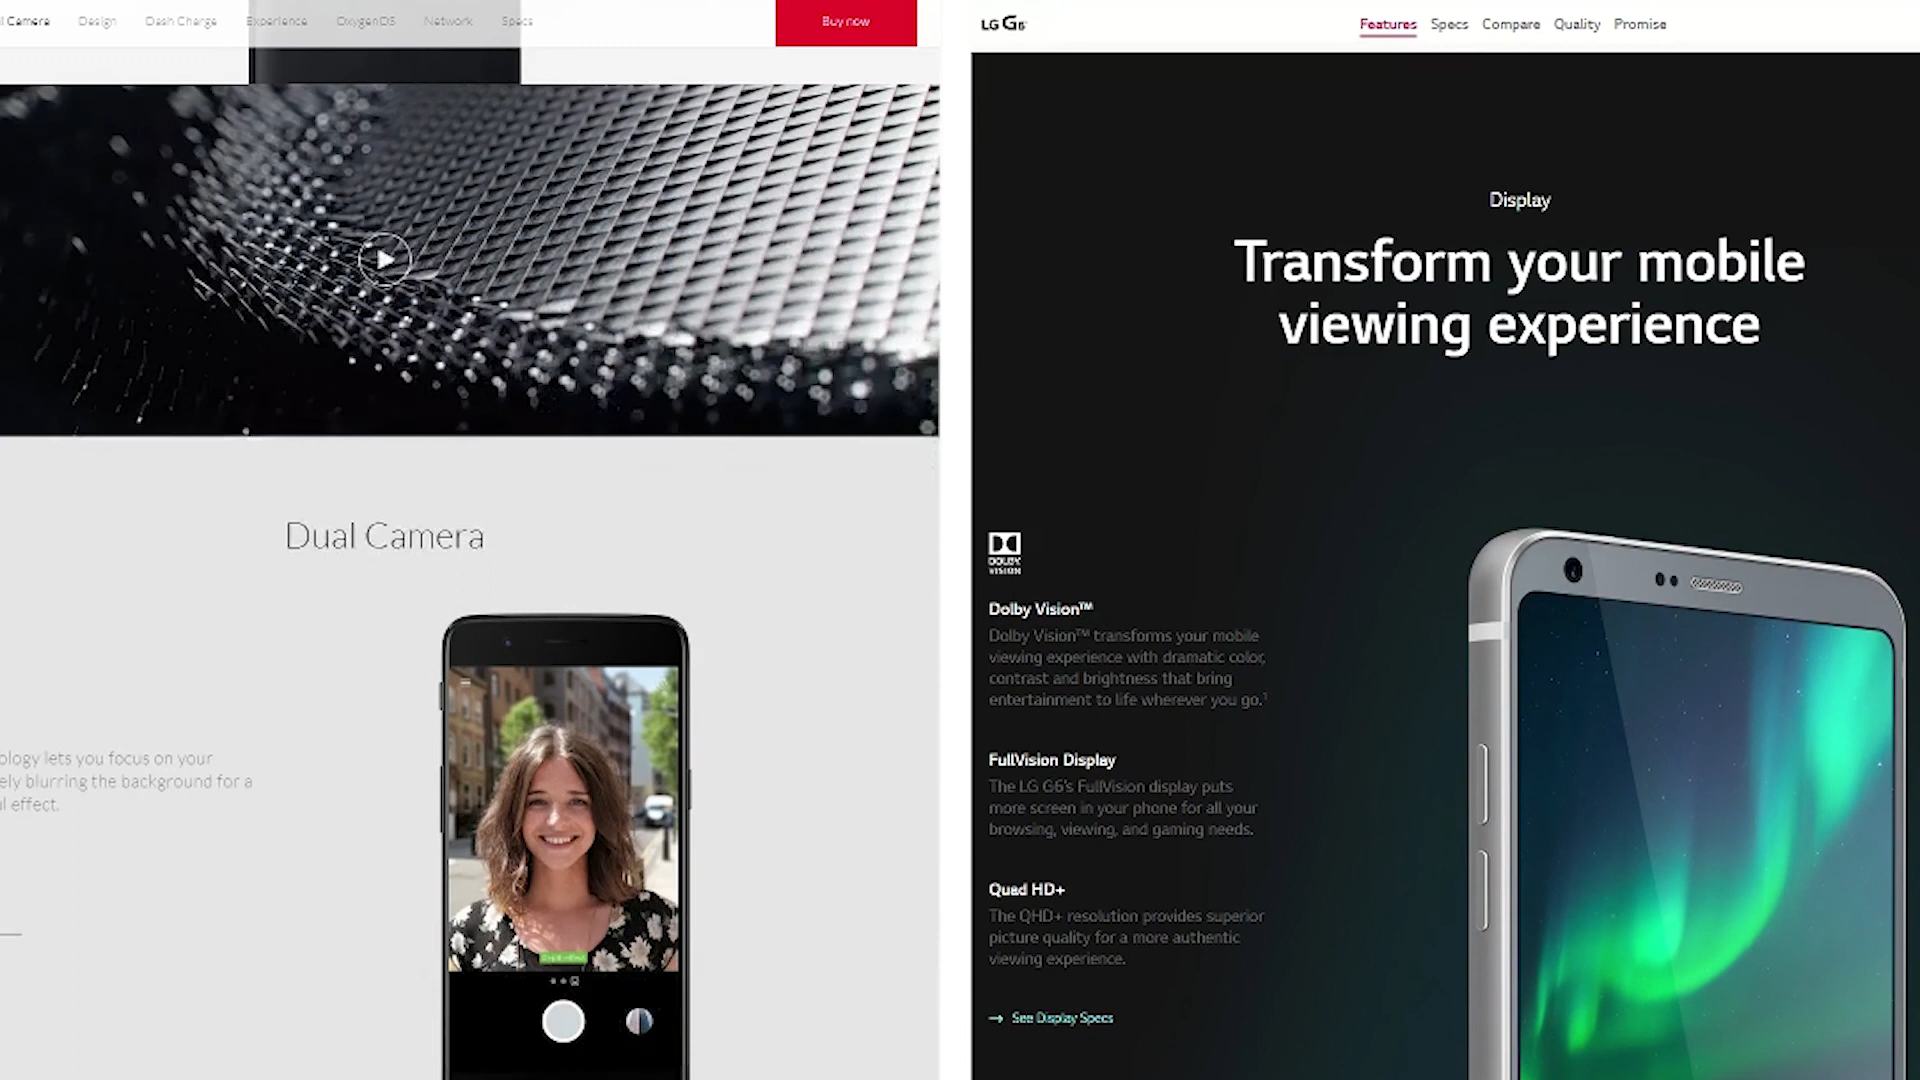 l Camera Design Dash Charge Experience OxygenOS Network Specs Buy now
Dual Camera
ology lets you focus on your
ely blurring the background for a
l effect.
LG G6 Features Specs Compare Quality Promise
Display
Transform your mobile
viewing experience
DOLBY
VISION
Dolby Vision™
Dolby Vision™ transforms your mobile
viewing experience with dramatic color,
contrast and brightness that bring
entertainment to life wherever you go.¹
FullVision Display
The LG G6's FullVision display puts
more screen in your phone for all your
browsing, viewing, and gaming needs.
Quad HD+
The QHD+ resolution provides superior
picture quality for a more authentic
viewing experience.
→ See Display Specs